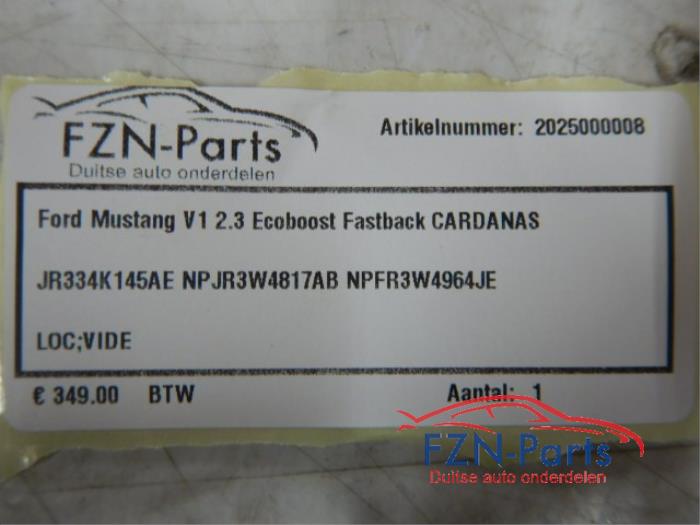 FZN-Parts
Duitse auto onderdelen
Artikelnummer: 2025000008
Ford Mustang V1 2.3 Ecoboost Fastback CARDANAS
JR334K145AE NPJR3W4817AB NPFR3W4964JE
LOC;VIDE
€ 349.00 BTW
Aantal: 1
FZN-Parts
Duitse auto onderdelen